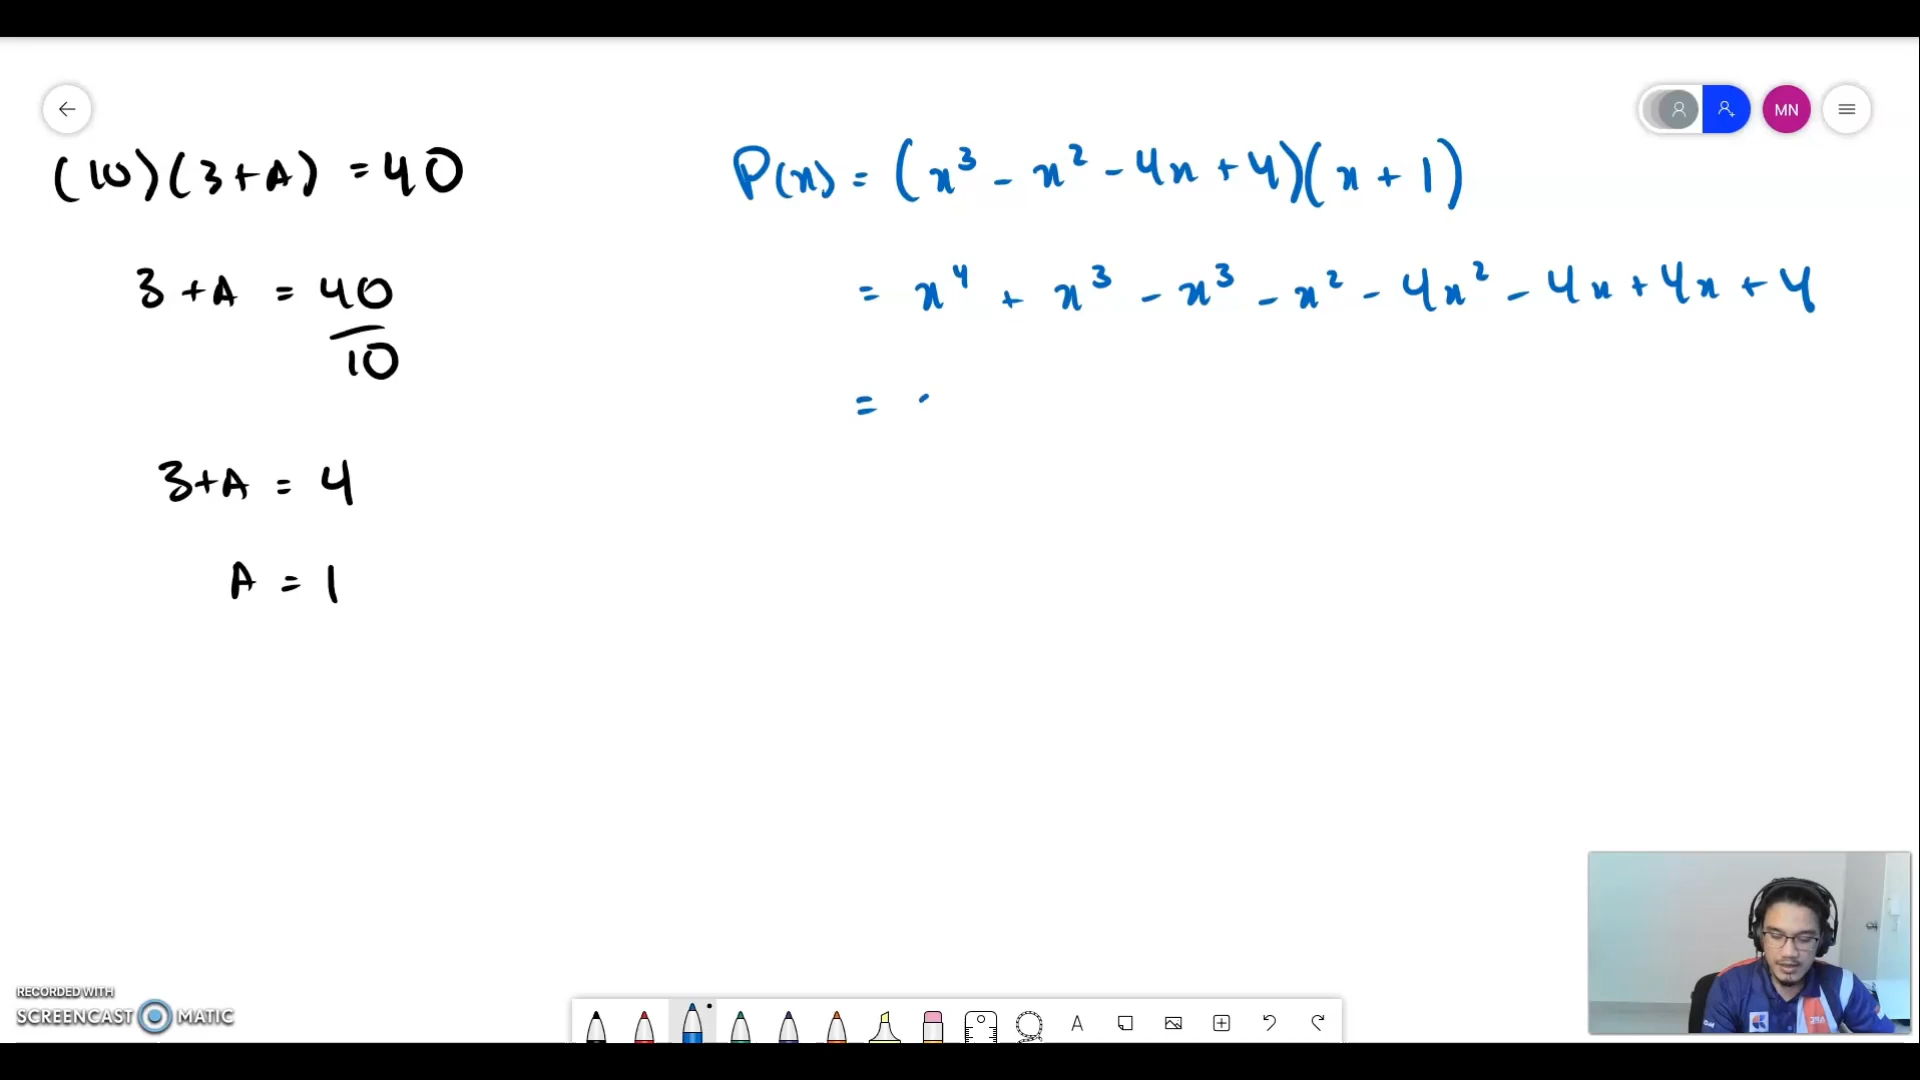 (10)(3+A) = 40
3 + A = 40
10
3+A = 4
A = 1
P(x) = (x³ - x² - 4x + 4)(x + 1)
= x⁴ + x³ - x³ - x² - 4x² - 4x + 4x + 4
=
MN
A
RECORDED WITH
SCREENCAST MATIC